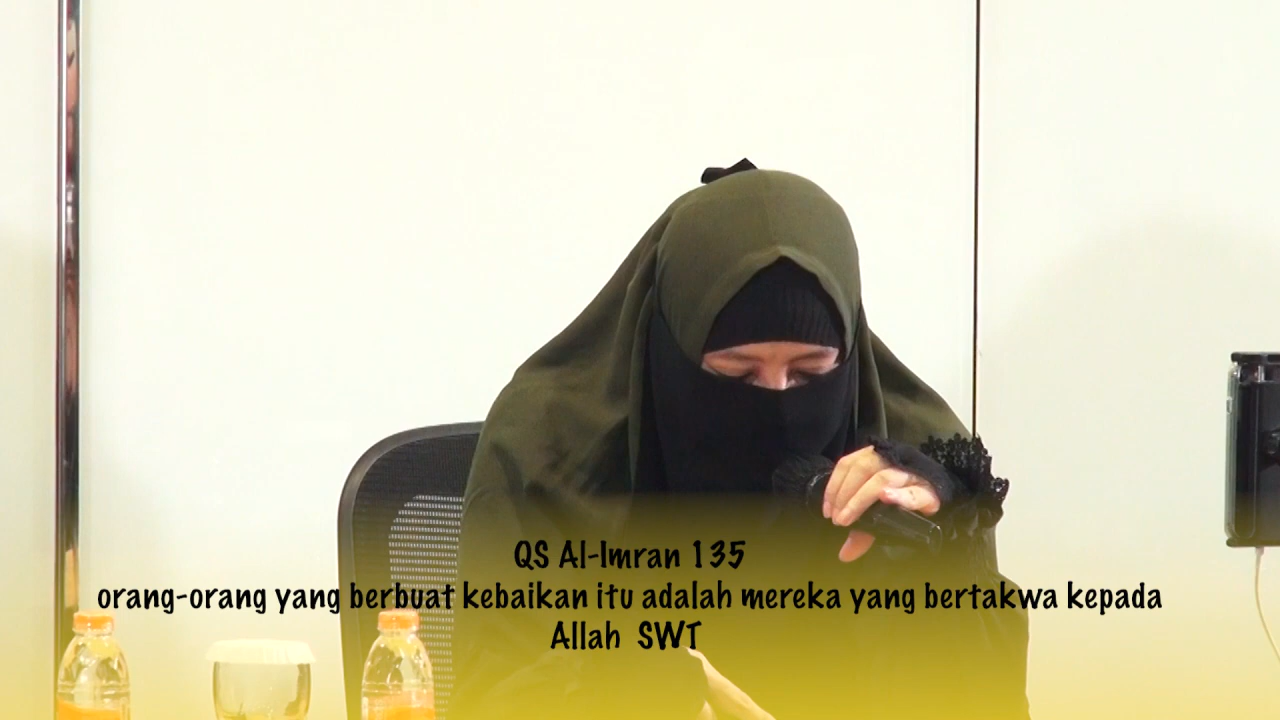 QS Al-Imran 135
orang-orang yang berbuat kebaikan itu adalah mereka yang bertakwa kepada
Allah SWT